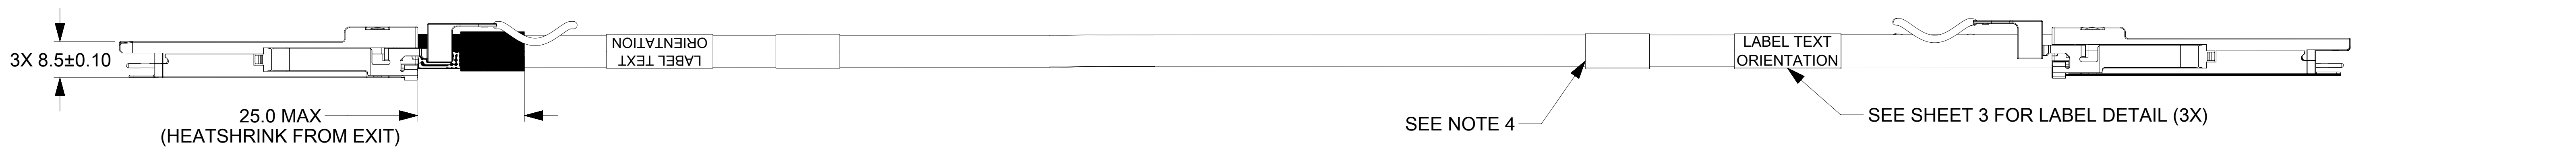 3X 8.5±0.10
25.0 MAX
(HEATSHRINK FROM EXIT)
LABEL TEXT
ORIENTATION
SEE NOTE 4
LABEL TEXT
ORIENTATION
SEE SHEET 3 FOR LABEL DETAIL (3X)